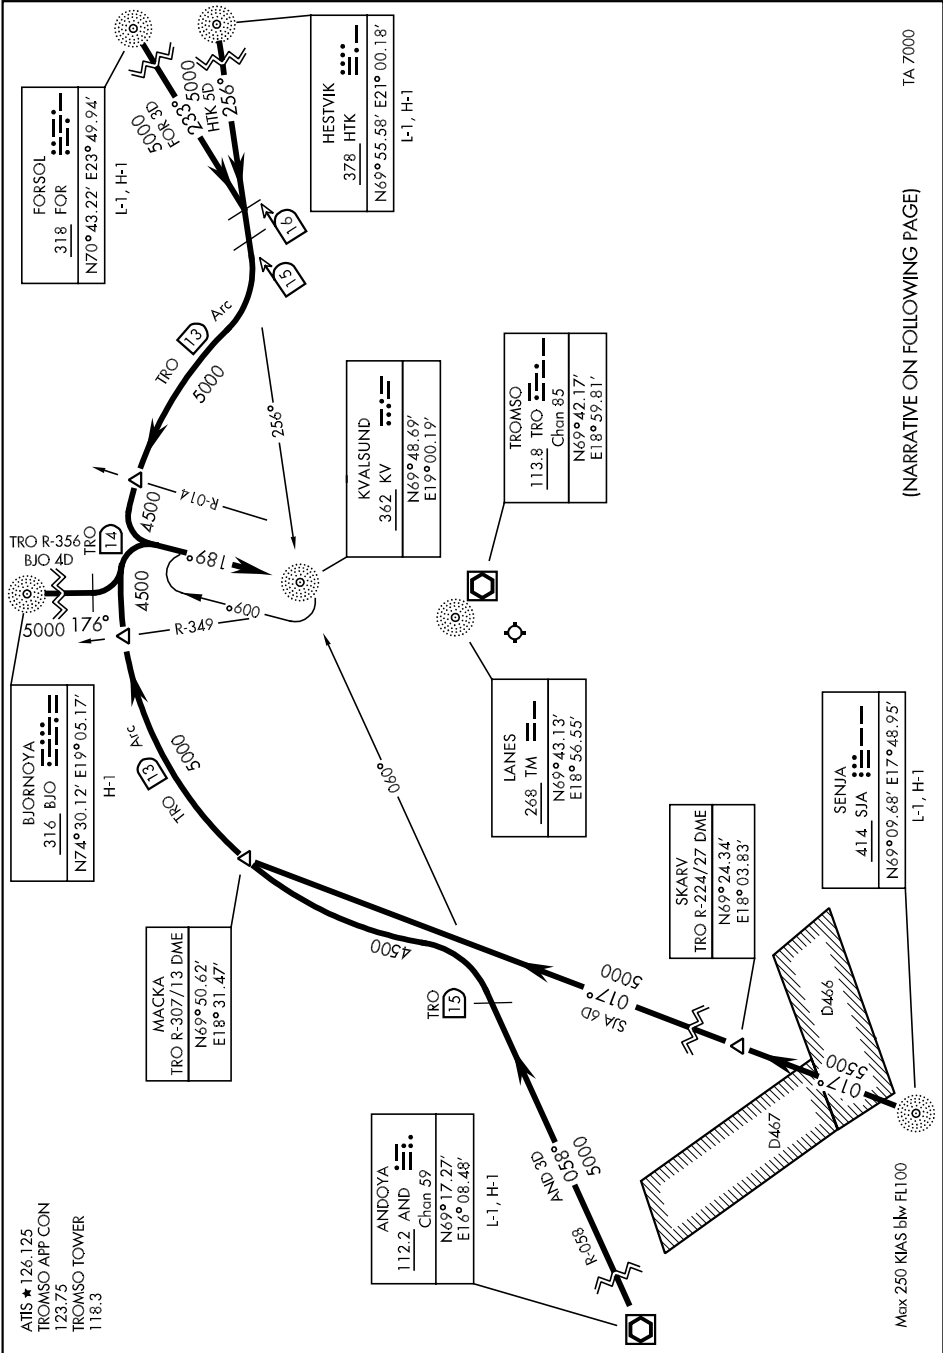 ATIS ★ 126.125
TROMSO APP CON
123.75
TROMSO TOWER
118.3
TA 7000
FORSOL
318 FOR
N70°43.22' E23°49.94'
L-1, H-1
HESTVIK
378 HTK
N69°55.58' E21°00.18'
L-1, H-1
5000
FOR 3D
233°
5000
HTK 5D
256°
16
15
TRO 13 Arc
5000
256°
R-014
4500
TRO R-356
BJO 4D
TRO
14
5000 176°
4500
189°
009°
R-349
BJORNOYA
316 BJO
N74°30.12' E19°05.17'
H-1
KVALSUND
362 KV
N69°48.69'
E19°00.19'
TROMSO
113.8 TRO
Chan 85
N69°42.17'
E18°59.81'
LANES
268 TM
N69°43.13'
E18°56.55'
TRO 13 Arc
5000
060°
MACKA
TRO R-307/13 DME
N69°50.62'
E18°31.47'
4500
TRO
15
SJA 6D
017°
5000
SKARV
TRO R-224/27 DME
N69°24.34'
E18°03.83'
SENJA
414 SJA
N69°09.68' E17°48.95'
L-1, H-1
017°
5500
D466
D467
ANDOYA
112.2 AND
Chan 59
N69°17.27'
E16°08.48'
L-1, H-1
AND 3D
058°
5000
R-058
Max 250 KIAS blw FL100
(NARRATIVE ON FOLLOWING PAGE)